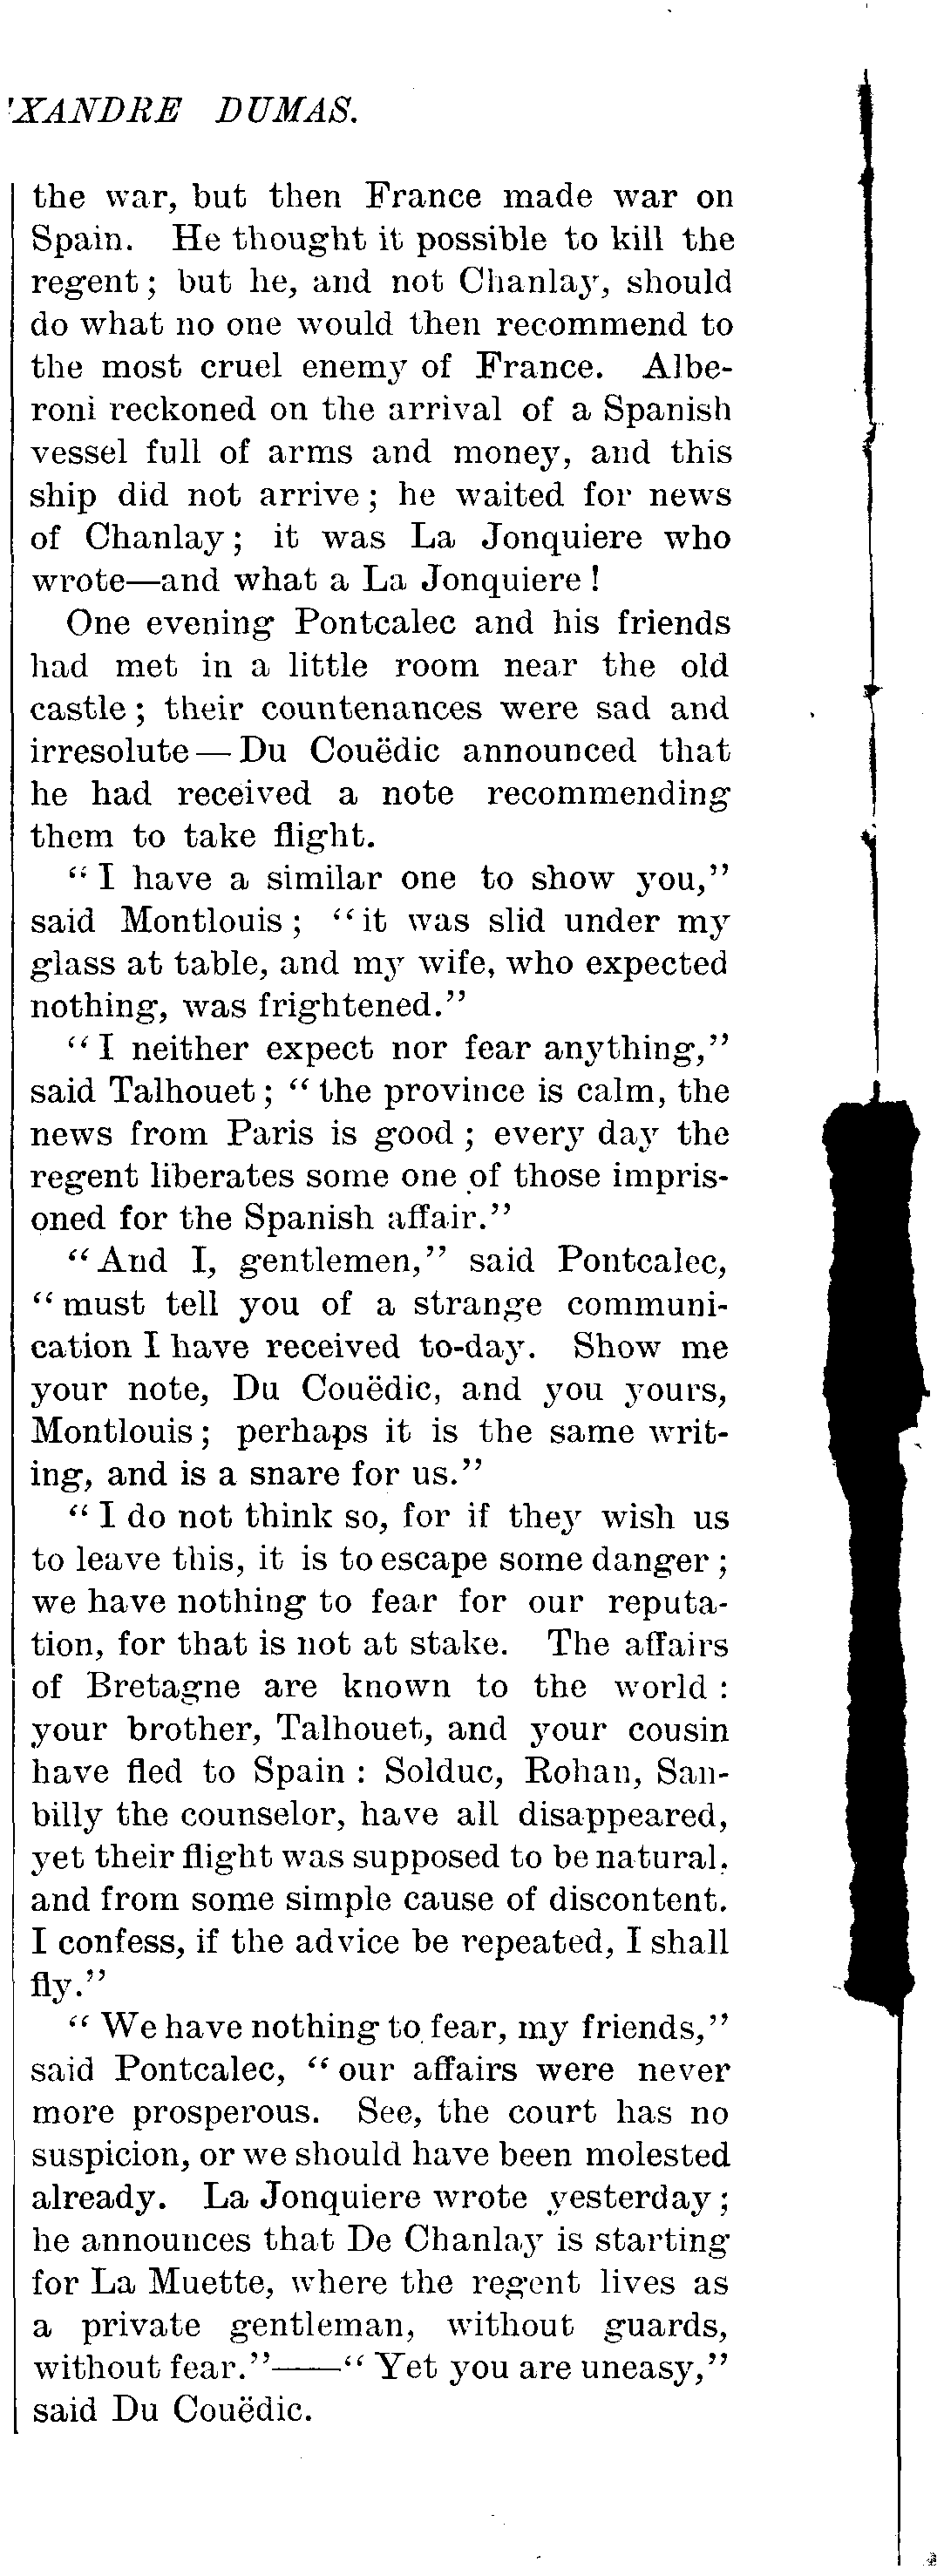 'XANDRE DUMAS.
the war, but then France made war on
Spain. He thought it possible to kill the
regent; but he, and not Chanlay, should
do what no one would then recommend to
the most cruel enemy of France. Albe-
roni reckoned on the arrival of a Spanish
vessel full of arms and money, and this
ship did not arrive; he waited for news
of Chanlay; it was La Jonquiere who
wrote—and what a La Jonquiere!
One evening Pontcalec and his friends
had met in a little room near the old
castle; their countenances were sad and
irresolute—Du Couëdic announced that
he had received a note recommending
them to take flight.
"I have a similar one to show you,"
said Montlouis; "it was slid under my
glass at table, and my wife, who expected
nothing, was frightened."
"I neither expect nor fear anything,"
said Talhouet; "the province is calm, the
news from Paris is good; every day the
regent liberates some one of those impris-
oned for the Spanish affair."
"And I, gentlemen," said Pontcalec,
"must tell you of a strange communi-
cation I have received to-day. Show me
your note, Du Couëdic, and you yours,
Montlouis; perhaps it is the same writ-
ing, and is a snare for us."
"I do not think so, for if they wish us
to leave this, it is to escape some danger;
we have nothing to fear for our reputa-
tion, for that is not at stake. The affairs
of Bretagne are known to the world:
your brother, Talhouet, and your cousin
have fled to Spain: Solduc, Rohan, San-
billy the counselor, have all disappeared,
yet their flight was supposed to be natural,
and from some simple cause of discontent.
I confess, if the advice be repeated, I shall
fly."
"We have nothing to fear, my friends,"
said Pontcalec, "our affairs were never
more prosperous. See, the court has no
suspicion, or we should have been molested
already. La Jonquiere wrote yesterday;
he announces that De Chanlay is starting
for La Muette, where the regent lives as
a private gentleman, without guards,
without fear."——"Yet you are uneasy,"
said Du Couëdic.